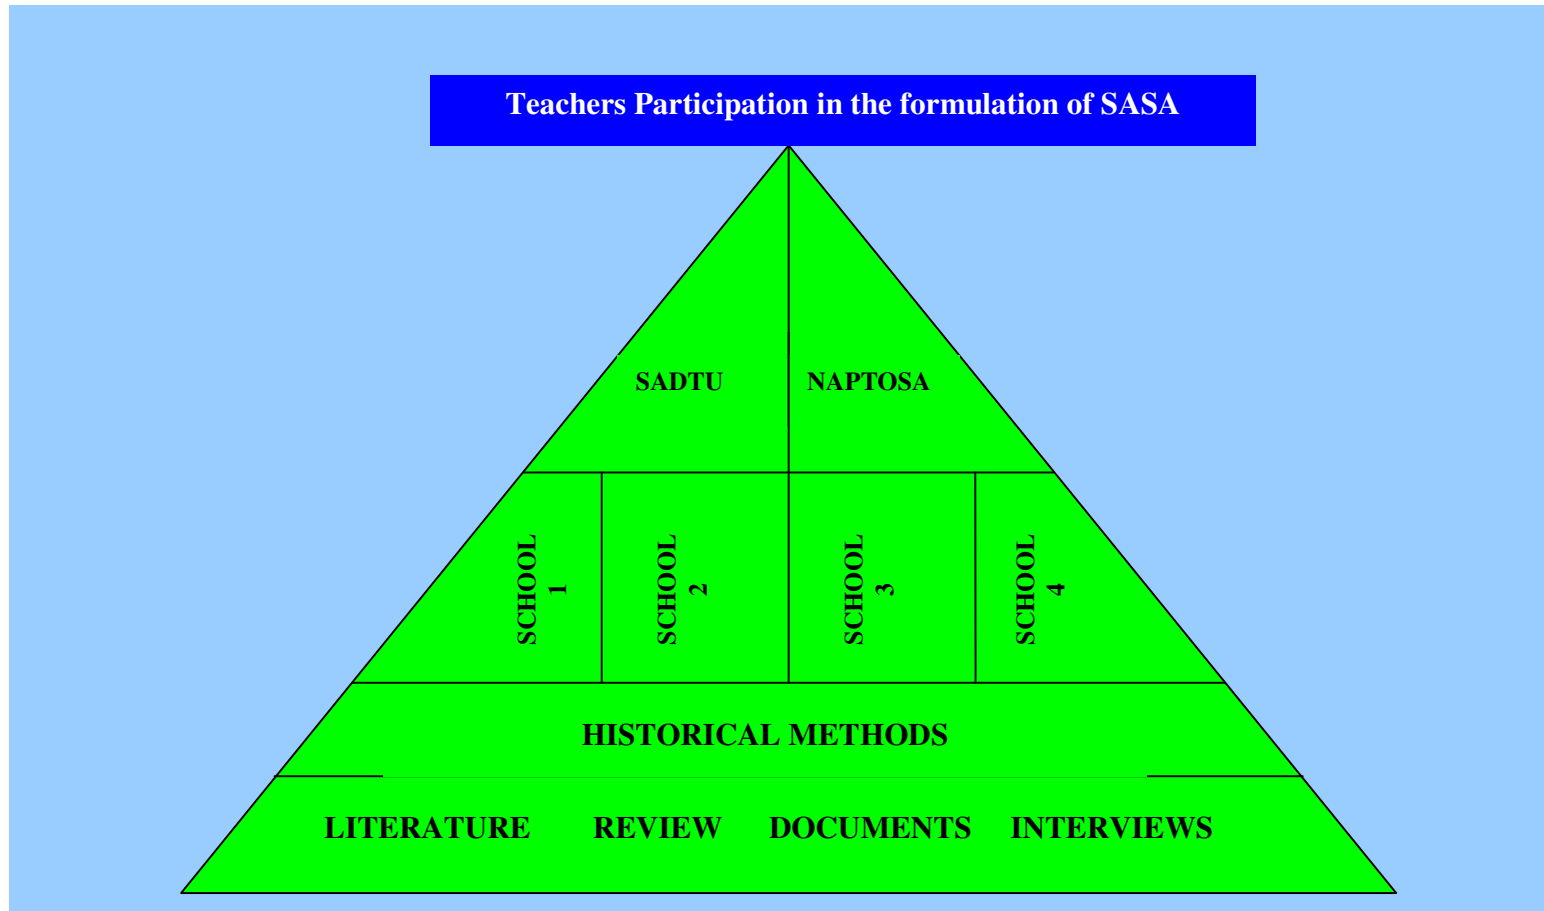 Teachers Participation in the formulation of SASA
SADTU NAPTOSA
SCHOOL
1
SCHOOL
2
SCHOOL
3
SCHOOL
4
HISTORICAL METHODS
LITERATURE REVIEW DOCUMENTS INTERVIEWS